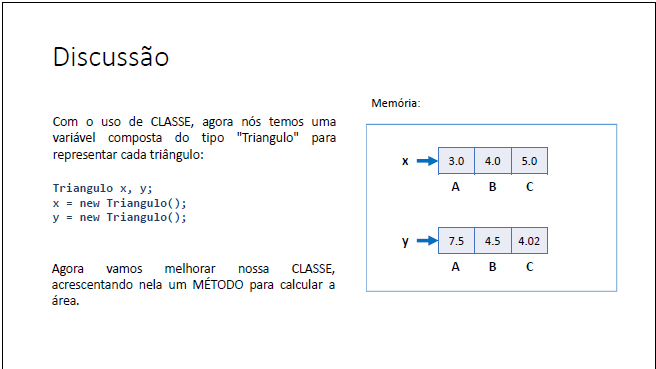 Discussão
Com o uso de CLASSE, agora nós temos uma
variável composta do tipo "Triangulo" para
representar cada triângulo:
Triangulo x, y;
x = new Triangulo();
y = new Triangulo();
Agora vamos melhorar nossa CLASSE,
acrescentando nela um MÉTODO para calcular a
área.
Memória:
x 3.0 4.0 5.0
A B C
y 7.5 4.5 4.02
A B C